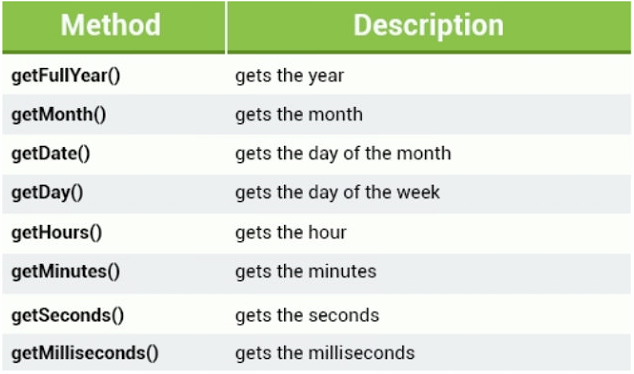 Method Description
getFullYear() gets the year
getMonth() gets the month
getDate() gets the day of the month
getDay() gets the day of the week
getHours() gets the hour
getMinutes() gets the minutes
getSeconds() gets the seconds
getMilliseconds() gets the milliseconds